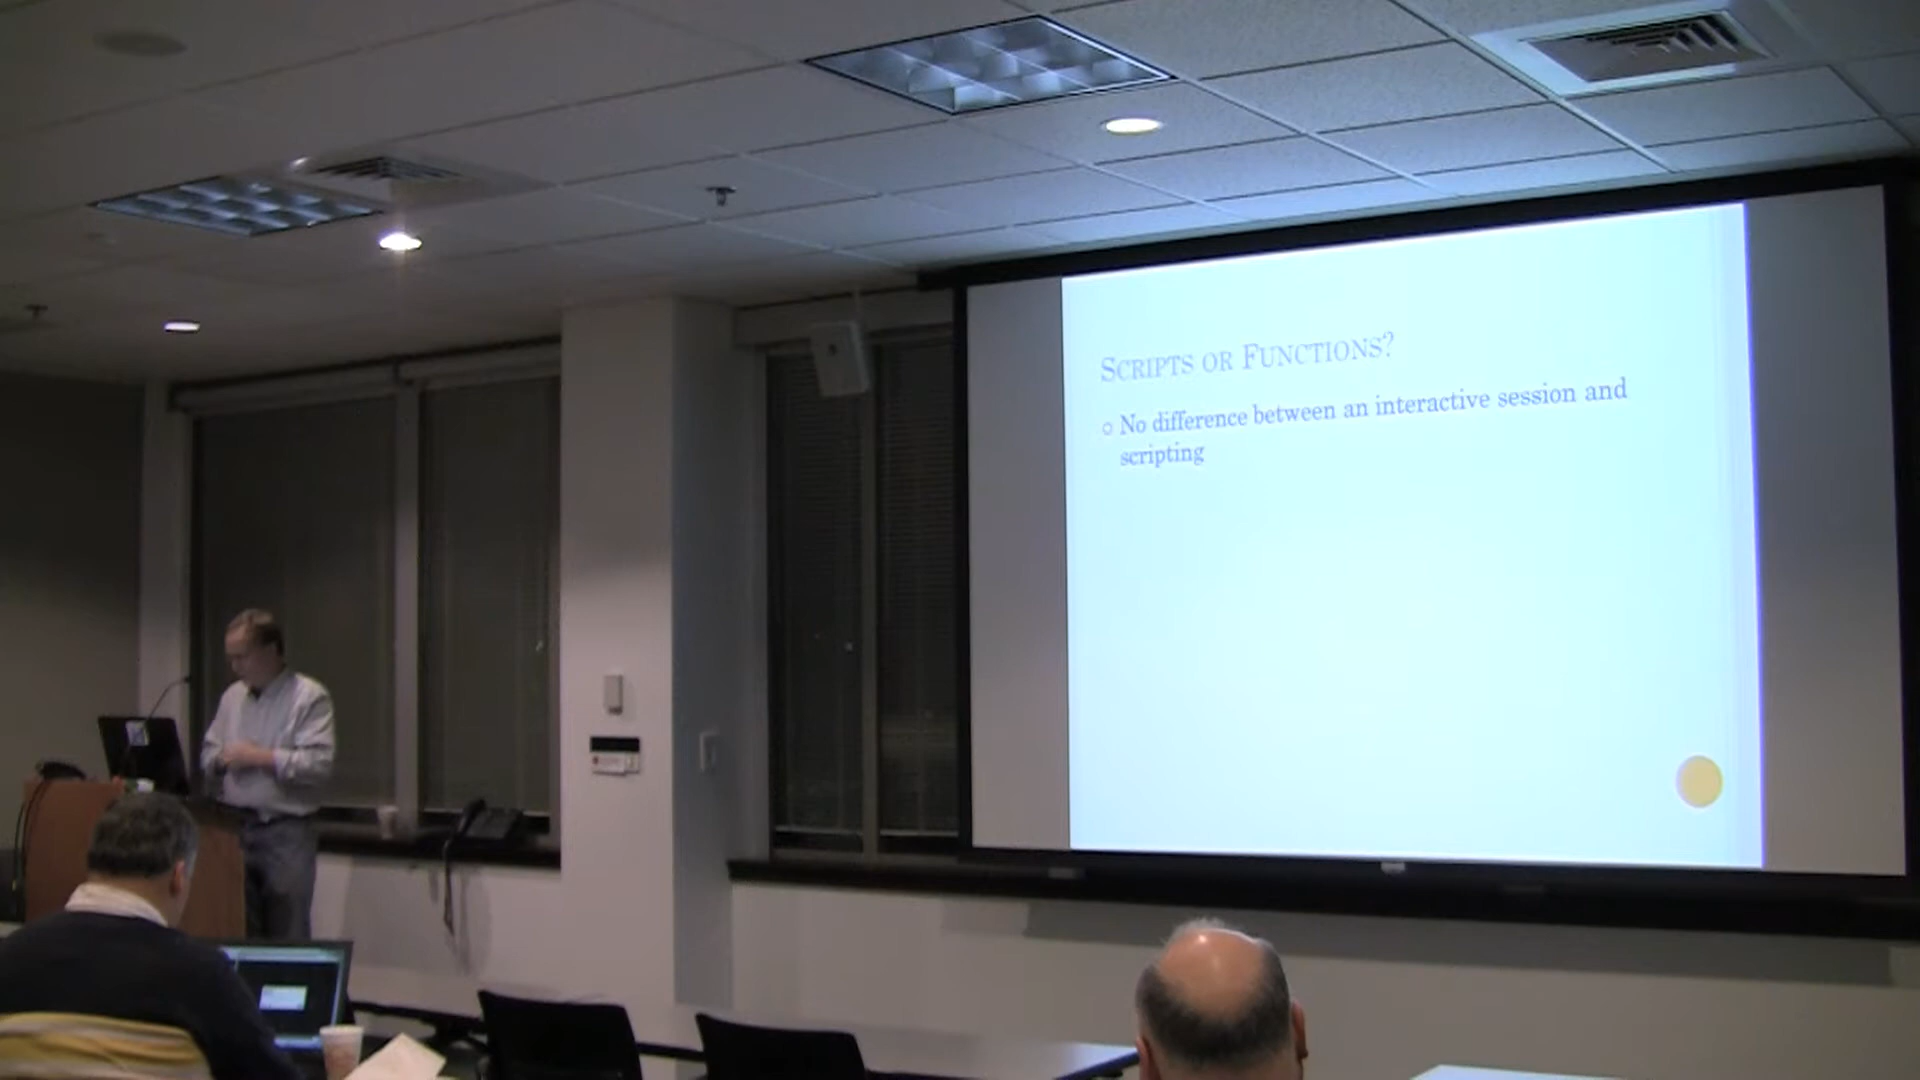 SCRIPTS OR FUNCTIONS?
No difference between an interactive session and
scripting